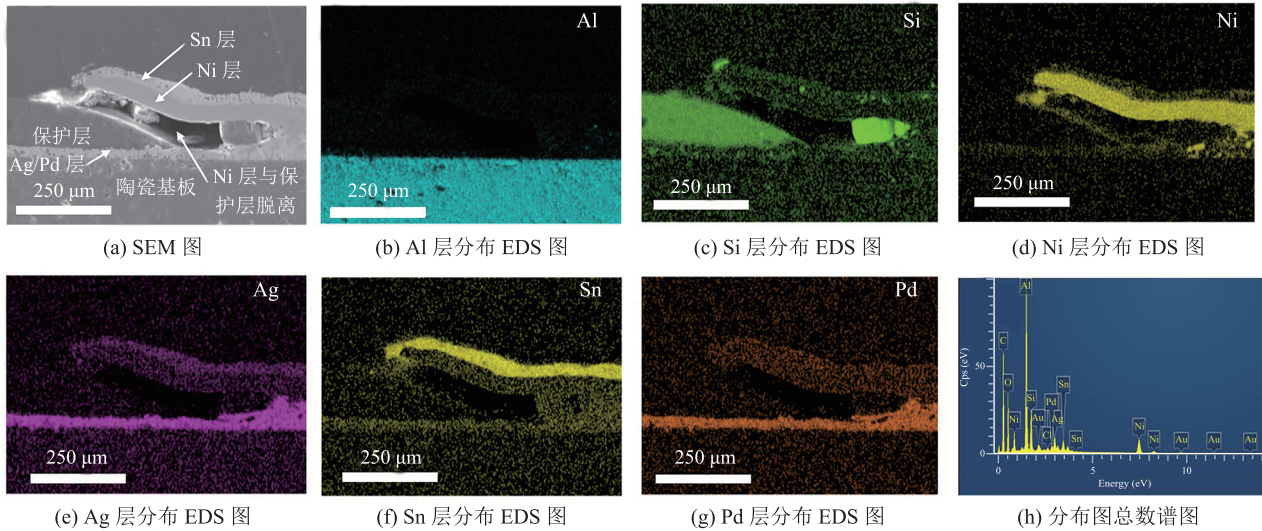 Sn 层
Ni 层
保护层
Ag/Pd 层
陶瓷基板
Ni 层与保
护层脱离
250 μm
(a) SEM 图
Al
250 μm
(b) Al 层分布 EDS 图
Si
250 μm
(c) Si 层分布 EDS 图
Ni
250 μm
(d) Ni 层分布 EDS 图
Ag
250 μm
(e) Ag 层分布 EDS 图
Sn
250 μm
(f) Sn 层分布 EDS 图
Pd
250 μm
(g) Pd 层分布 EDS 图
Cps (eV)
50
0
C
O
Ni
Al
Si
Au
Cl
Pd
Ag
Sn
Sn
Ni
Ni
Au
Au
Au
0 5 10
Energy (eV)
(h) 分布图总数谱图